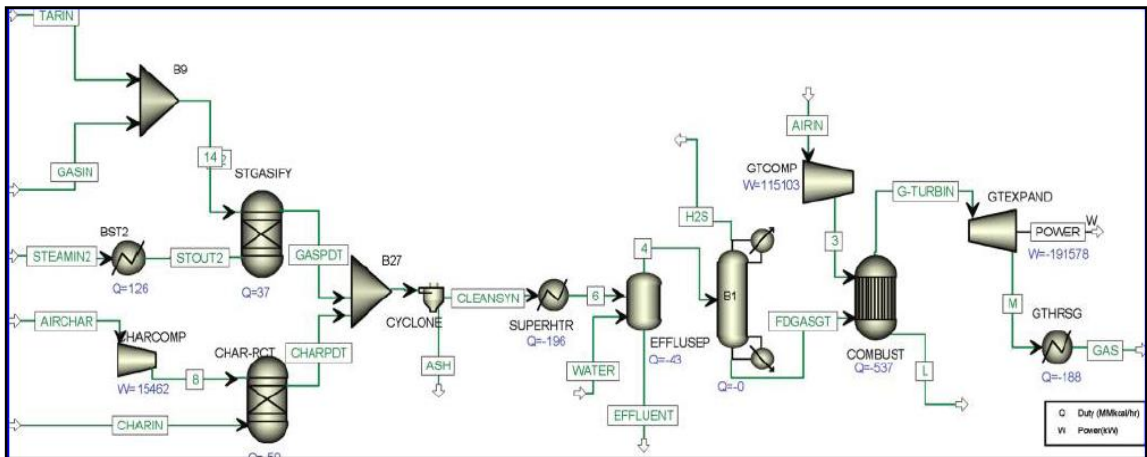 TARIN
B9
GASIN
14
STGASIFY
BST2
STEAMIN2
STOUT2
Q=126
Q=37
GASPDT
B27
AIRCHAR
CHARCOMP
W=15462
8
CHAR-RCT
CHARPDT
CHARIN
CYCLONE
CLEANSYN
ASH
SUPERHTR
Q=-196
6
WATER
4
EFFLUSEP
Q=-43
EFFLUENT
H2S
B1
Q=-0
FDGASGT
AIRIN
GTCOMP
W=115103
3
COMBUST
Q=-537
L
G-TURBIN
GTEXPAND
POWER
W
W=-191578
M
GTHRSG
Q=-188
GAS
Q Duty (MMkcal/hr)
W Power(kW)